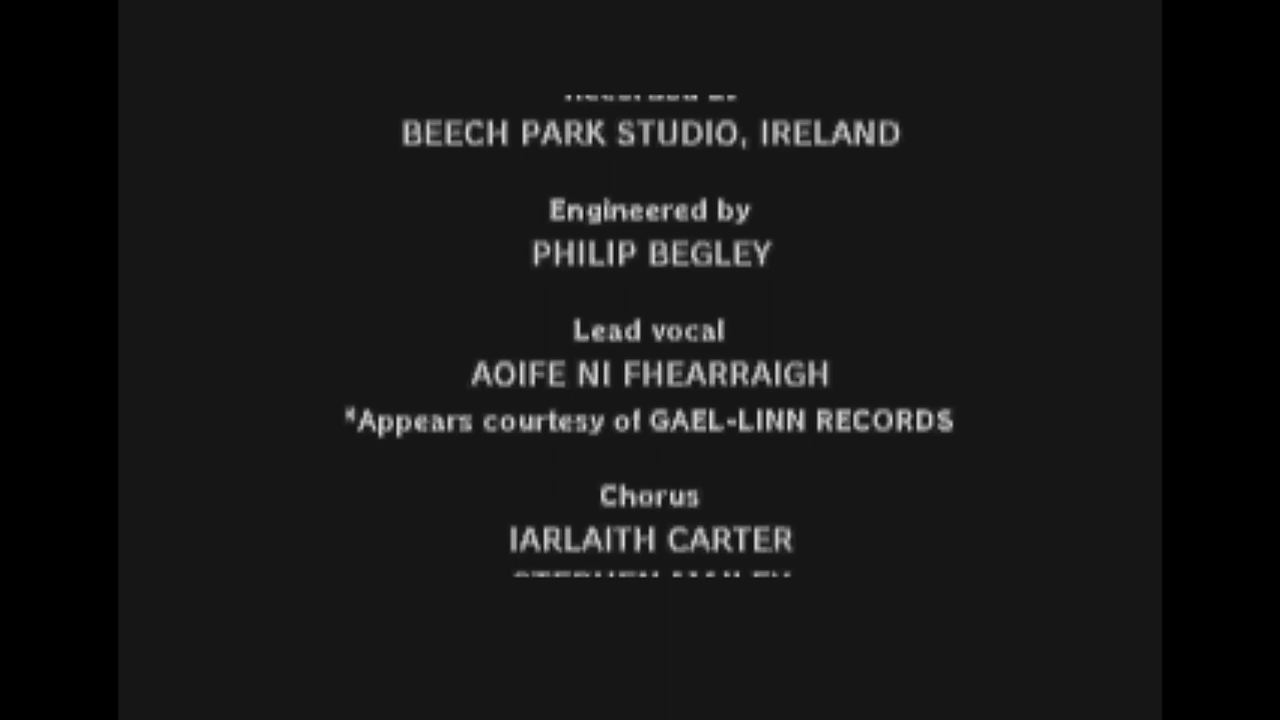 BEECH PARK STUDIO, IRELAND
Engineered by
PHILIP BEGLEY
Lead vocal
AOIFE NI FHEARRAIGH
*Appears courtesy of GAEL-LINN RECORDS
Chorus
IARLAITH CARTER